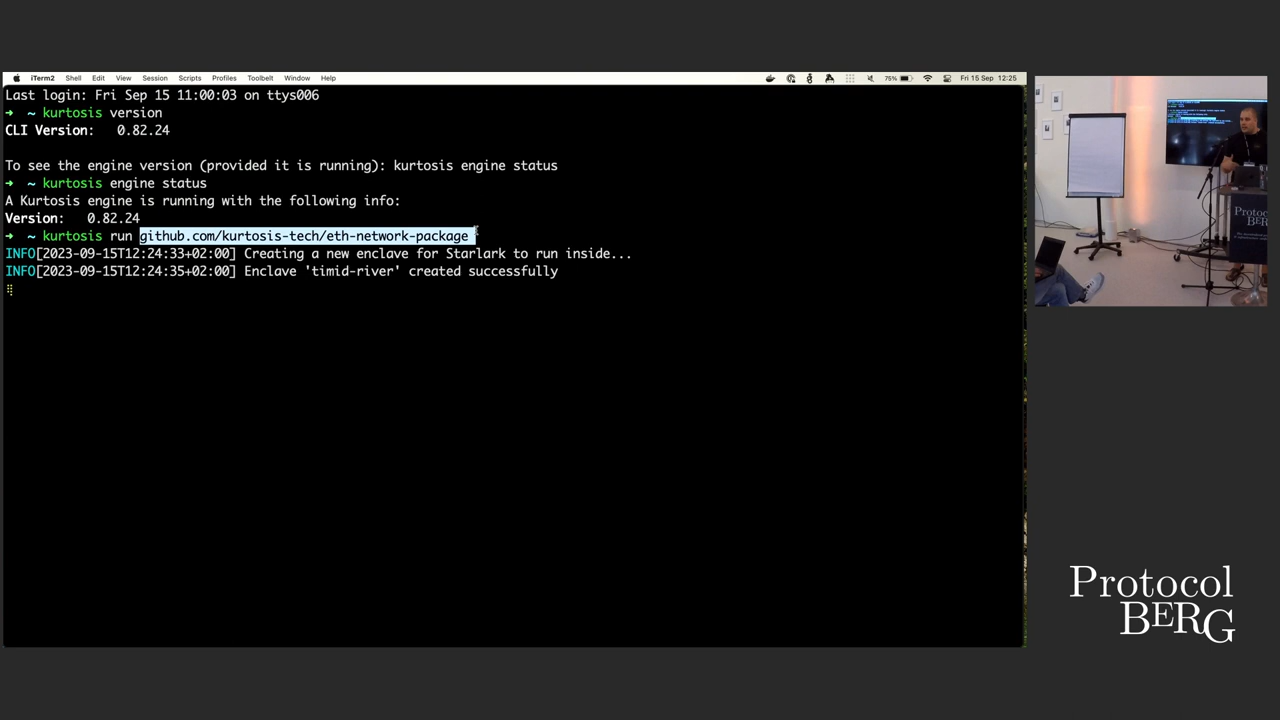 iTerm2 Shell Edit View Session Scripts Profiles Toolbelt Window Help 75% Fri 15 Sep 12:25
Last login: Fri Sep 15 11:00:03 on ttys006
➜ ~ kurtosis version
CLI Version: 0.82.24
To see the engine version (provided it is running): kurtosis engine status
➜ ~ kurtosis engine status
A Kurtosis engine is running with the following info:
Version: 0.82.24
➜ ~ kurtosis run github.com/kurtosis-tech/eth-network-package
INFO[2023-09-15T12:24:33+02:00] Creating a new enclave for Starlark to run inside...
INFO[2023-09-15T12:24:35+02:00] Enclave 'timid-river' created successfully
Protocol
BERG
Protocol
BERG